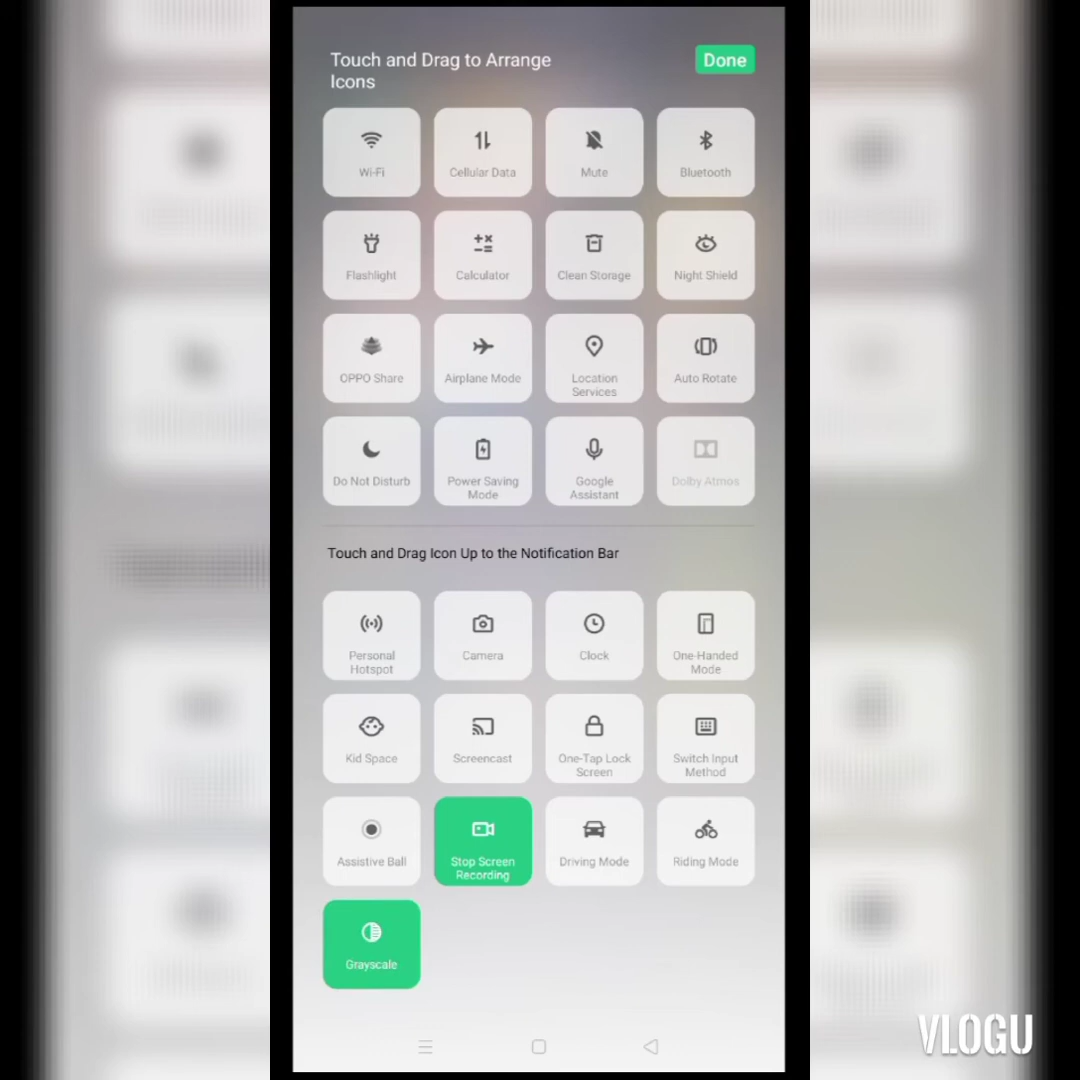 Touch and Drag to Arrange
Icons
Done
Wi-Fi
Cellular Data
Mute
Bluetooth
Flashlight
Calculator
Clean Storage
Night Shield
OPPO Share
Airplane Mode
Location
Services
Auto Rotate
Do Not Disturb
Power Saving
Mode
Google
Assistant
Dolby Atmos
Touch and Drag Icon Up to the Notification Bar
Personal
Hotspot
Camera
Clock
One-Handed
Mode
Kid Space
Screencast
One-Tap Lock
Screen
Switch Input
Method
Assistive Ball
Stop Screen
Recording
Driving Mode
Riding Mode
Grayscale
VLOGU